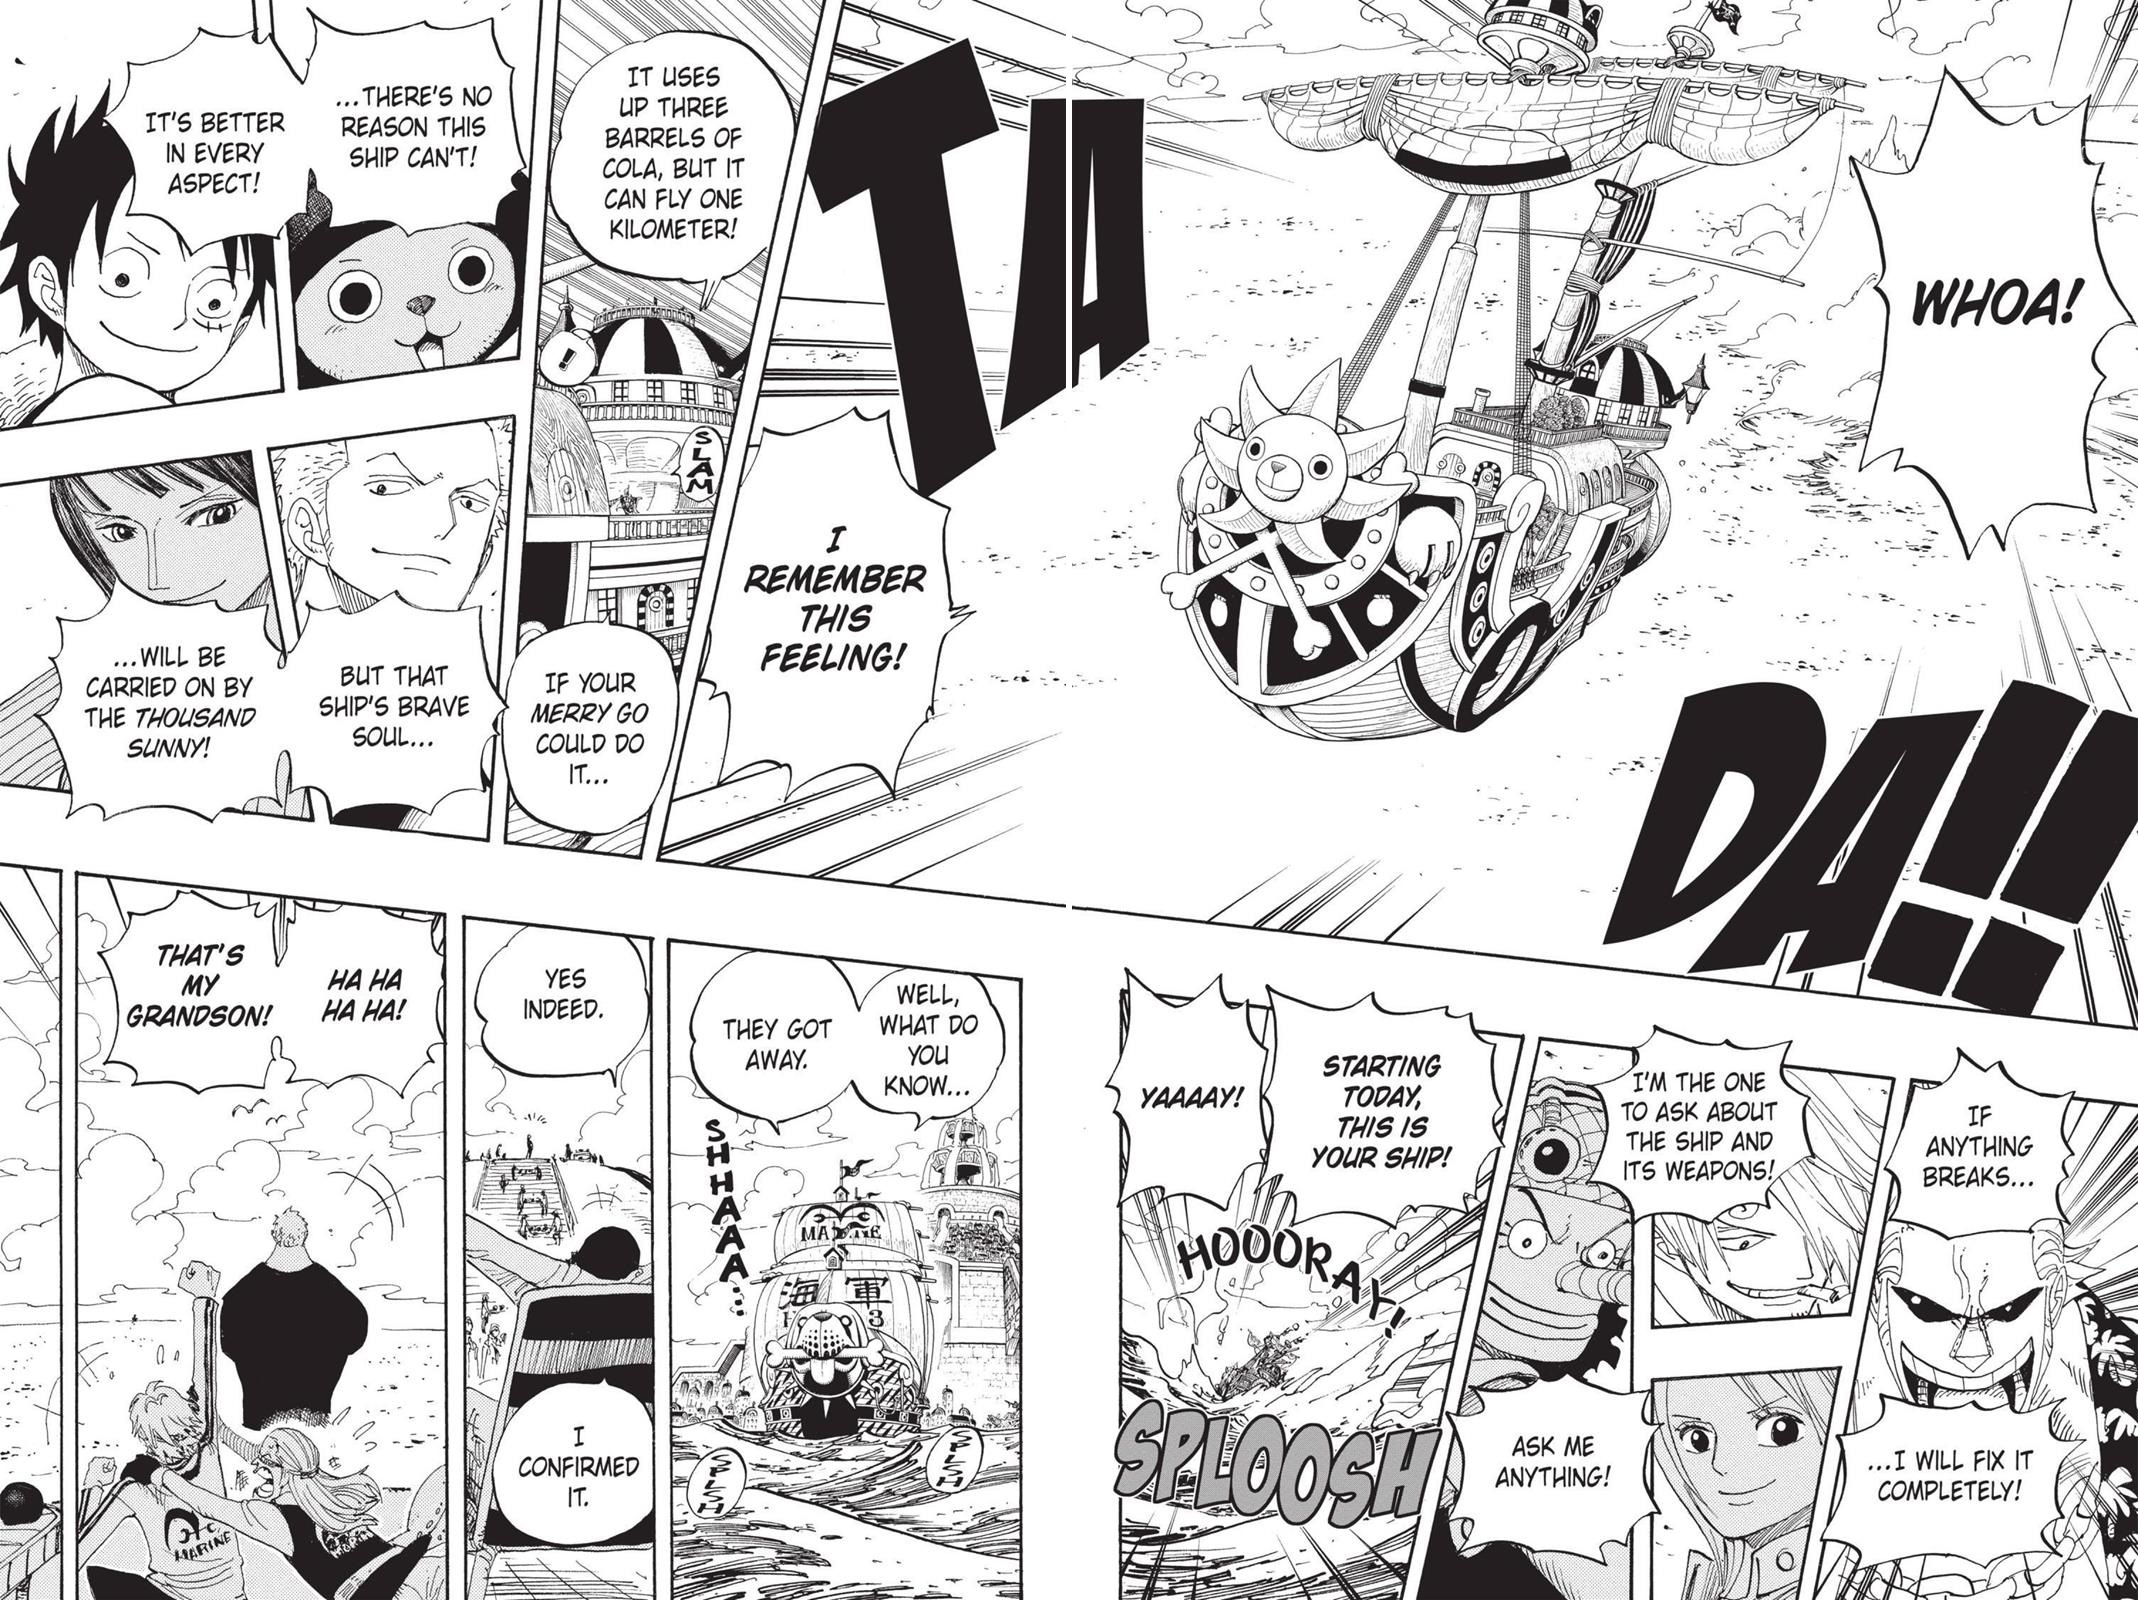 WHOA!
TA
DA!!
I
REMEMBER
THIS
FEELING!
IT USES
UP THREE
BARRELS OF
COLA, BUT IT
CAN FLY ONE
KILOMETER!
!
SLAM
IF YOUR
MERRY GO
COULD DO
IT...
...THERE'S NO
REASON THIS
SHIP CAN'T!
IT'S BETTER
IN EVERY
ASPECT!
BUT THAT
SHIP'S BRAVE
SOUL...
...WILL BE
CARRIED ON BY
THE THOUSAND
SUNNY!
IF
ANYTHING
BREAKS...
...I WILL FIX IT
COMPLETELY!
I'M THE ONE
TO ASK ABOUT
THE SHIP AND
ITS WEAPONS!
ASK ME
ANYTHING!
STARTING
TODAY,
THIS IS
YOUR SHIP!
YAAAAY!
HOOORAY!
SPLOOSH
WELL,
WHAT DO
YOU
KNOW...
THEY GOT
AWAY.
SHHAAA...
MARINE
海軍
3
SPLSH
SPLSH
YES
INDEED.
I
CONFIRMED
IT.
HA HA
HA HA!
THAT'S
MY
GRANDSON!
MARINE